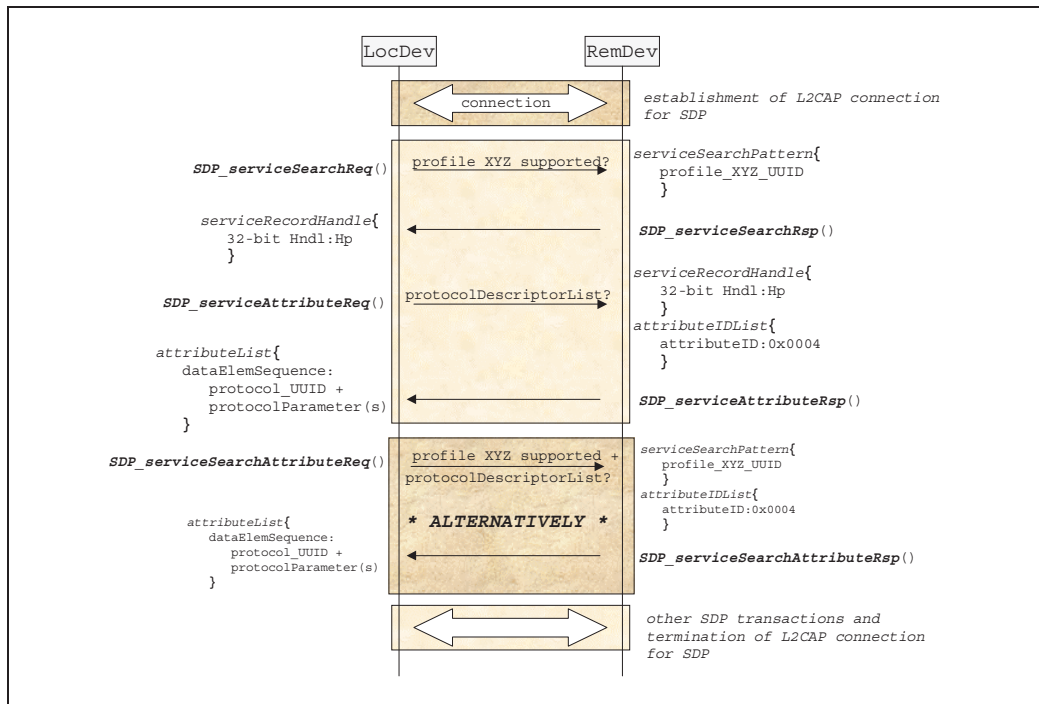 LocDev
RemDev
connection
establishment of L2CAP connection
for SDP
SDP_serviceSearchReq()
profile XYZ supported?
serviceSearchPattern{
profile_XYZ_UUID
}
serviceRecordHandle{
32-bit Hndl:Hp
}
SDP_serviceSearchRsp()
SDP_serviceAttributeReq()
protocolDescriptorList?
serviceRecordHandle{
32-bit Hndl:Hp
}
attributeIDList{
attributeID:0x0004
}
attributeList{
dataElemSequence:
protocol_UUID +
protocolParameter(s)
}
SDP_serviceAttributeRsp()
SDP_serviceSearchAttributeReq()
profile XYZ supported +
protocolDescriptorList?
serviceSearchPattern{
profile_XYZ_UUID
}
attributeIDList{
attributeID:0x0004
}
* ALTERNATIVELY *
attributeList{
dataElemSequence:
protocol_UUID +
protocolParameter(s)
}
SDP_serviceSearchAttributeRsp()
other SDP transactions and
termination of L2CAP connection
for SDP